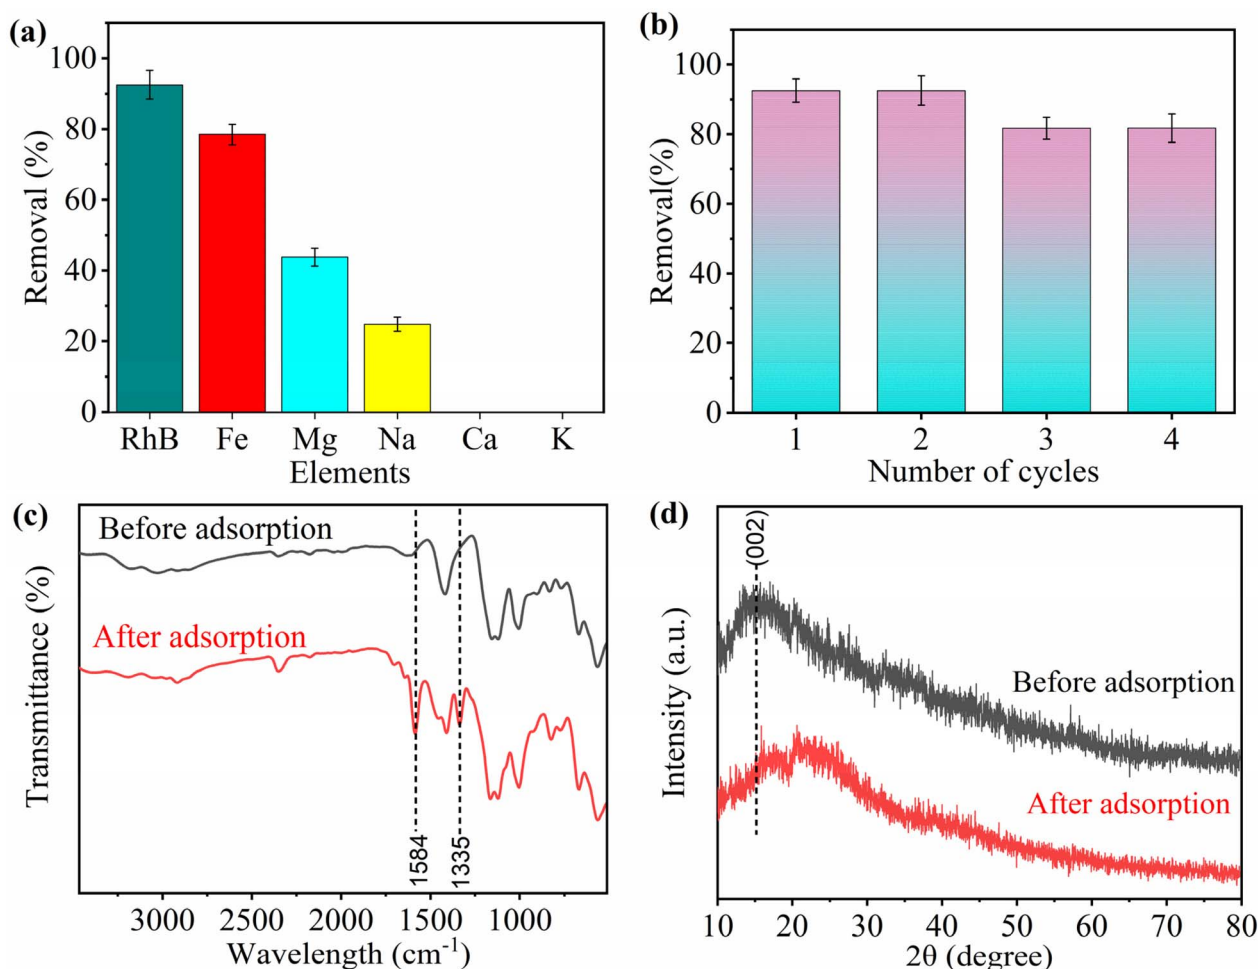 (a)
Removal (%)
100
80
60
40
20
0
RhB Fe Mg Na Ca K
Elements
(b)
Removal(%)
100
80
60
40
20
0
1 2 3 4
Number of cycles
(c)
Transmittance (%)
Before adsorption
After adsorption
1584
1335
3000 2500 2000 1500 1000
Wavelength (cm-1)
(d)
Intensity (a.u.)
(002)
Before adsorption
After adsorption
10 20 30 40 50 60 70 80
2θ (degree)